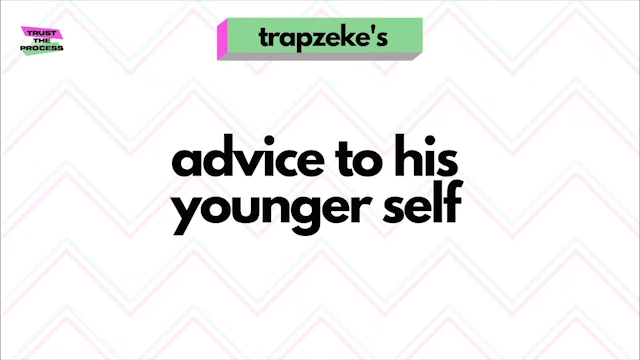 TRUST
THE
PROCESS
trapzeke's
advice to his
younger self